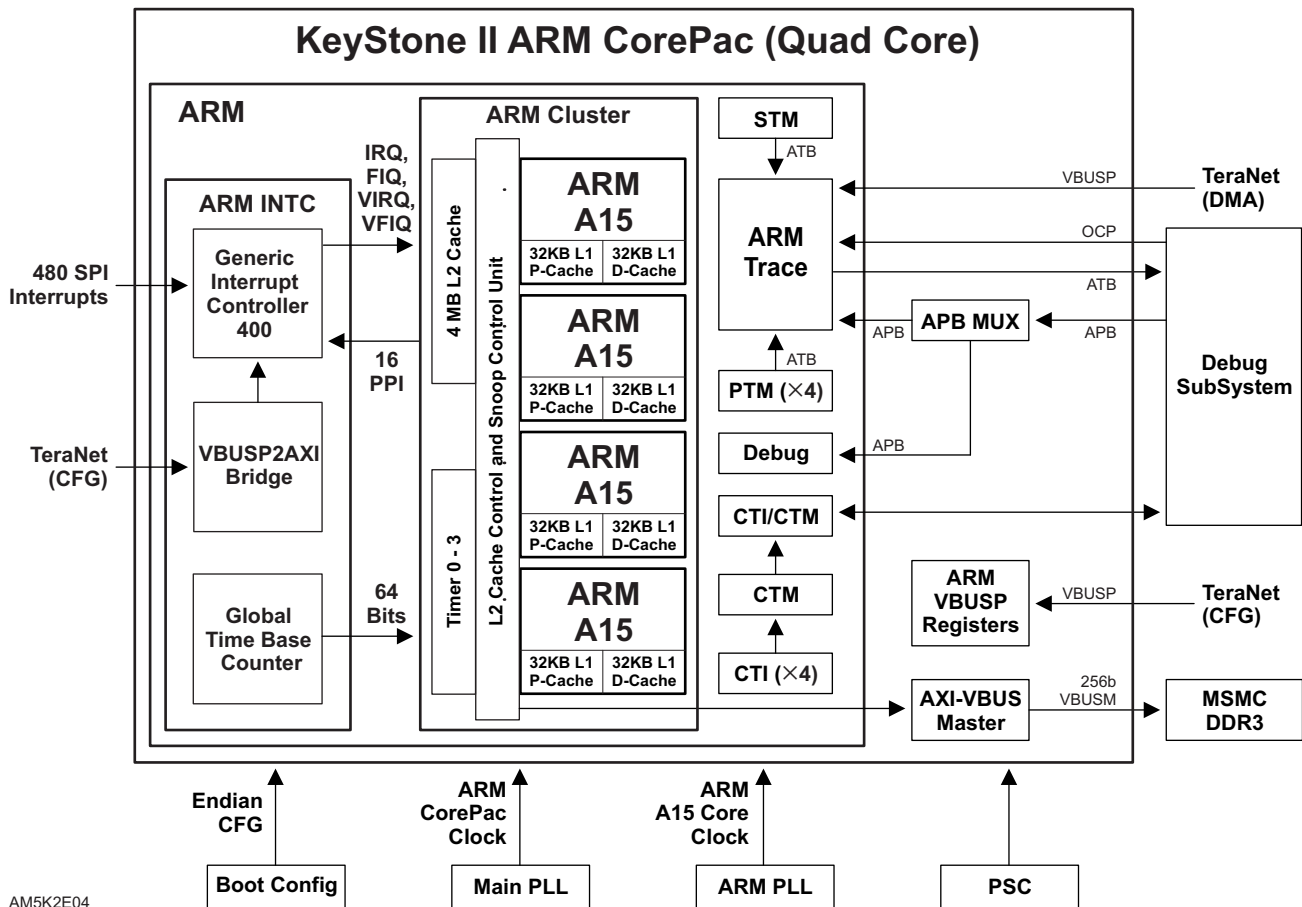 KeyStone II ARM CorePac (Quad Core)
ARM
ARM INTC
Generic
Interrupt
Controller
400
VBUSP2AXI
Bridge
Global
Time Base
Counter
480 SPI
Interrupts
TeraNet
(CFG)
IRQ,
FIQ,
VIRQ,
VFIQ
16
PPI
64
Bits
ARM Cluster
4 MB L2 Cache
Timer 0 - 3
L2 Cache Control and Snoop Control Unit
ARM
A15
32KB L1
P-Cache
32KB L1
D-Cache
ARM
A15
32KB L1
P-Cache
32KB L1
D-Cache
ARM
A15
32KB L1
P-Cache
32KB L1
D-Cache
ARM
A15
32KB L1
P-Cache
32KB L1
D-Cache
STM
ATB
ARM
Trace
ATB
PTM (×4)
Debug
CTI/CTM
CTM
CTI (×4)
VBUSP
TeraNet
(DMA)
OCP
ATB
APB
APB MUX
APB
APB
Debug
SubSystem
ARM
VBUSP
Registers
VBUSP
TeraNet
(CFG)
AXI-VBUS
Master
256b
VBUSM
MSMC
DDR3
Endian
CFG
Boot Config
ARM
CorePac
Clock
Main PLL
ARM
A15 Core
Clock
ARM PLL
PSC
AM5K2E04